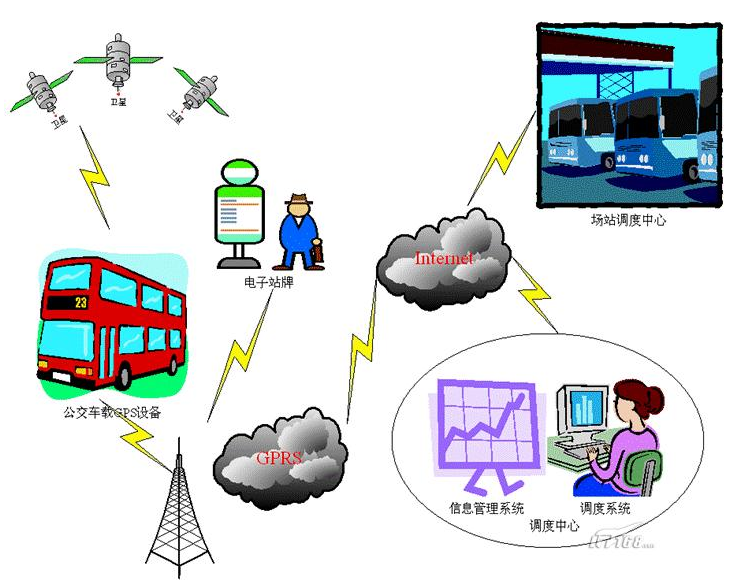 卫星
卫星
卫星
场站调度中心
Internet
电子站牌
23
公交车载GPS设备
GPRS
信息管理系统
调度系统
调度中心
IT168.com